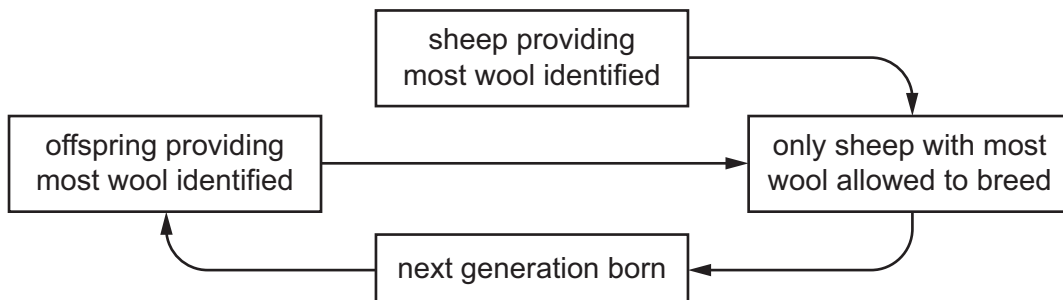 sheep providing
most wool identified
offspring providing
most wool identified
only sheep with most
wool allowed to breed
next generation born